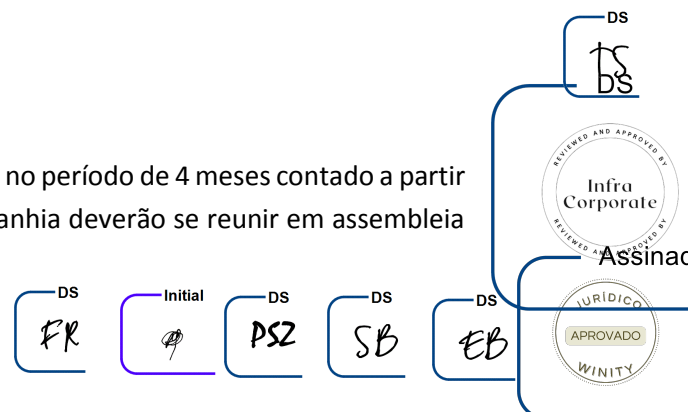 DS
DS
REVIEWED AND APPROVED BY
Infra
Corporate
REVIEWED AND APPROVED BY
no período de 4 meses contado a partir
anhia deverão se reunir em assembleia
Assinad
DS
FR
Initial
DS
PSZ
DS
SB
DS
EB
JURÍDICO
APROVADO
WINITY